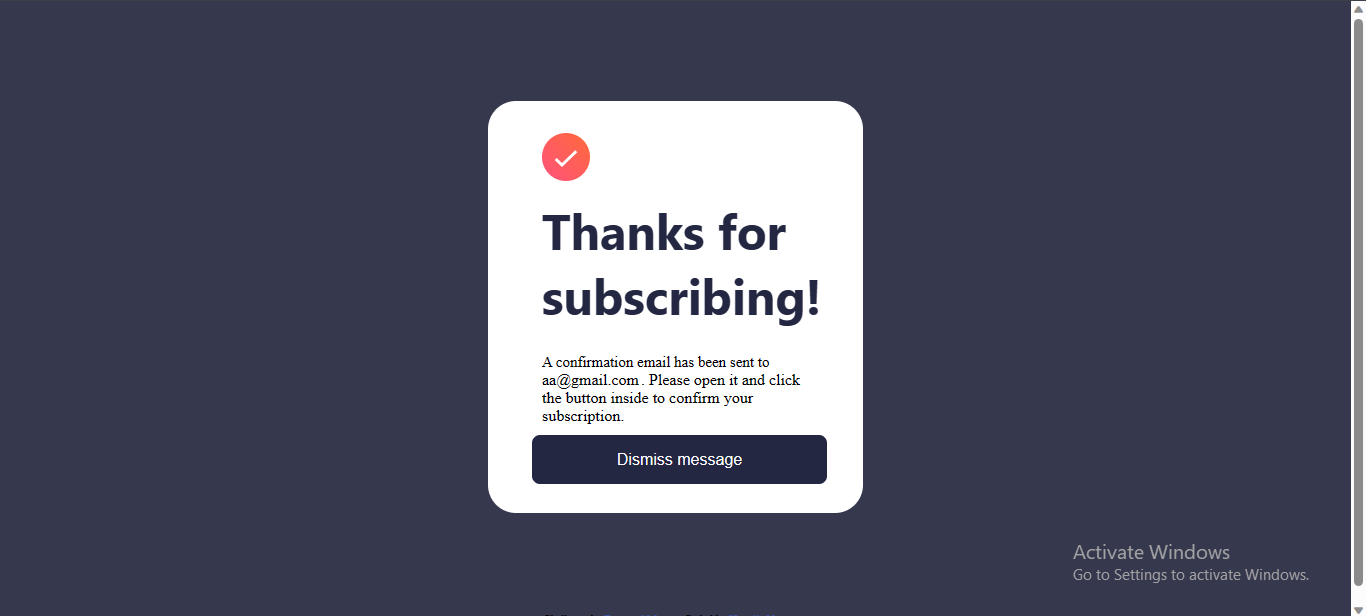 Thanks for
subscribing!
A confirmation email has been sent to
aa@gmail.com . Please open it and click
the button inside to confirm your
subscription.
Dismiss message
Activate Windows
Go to Settings to activate Windows.